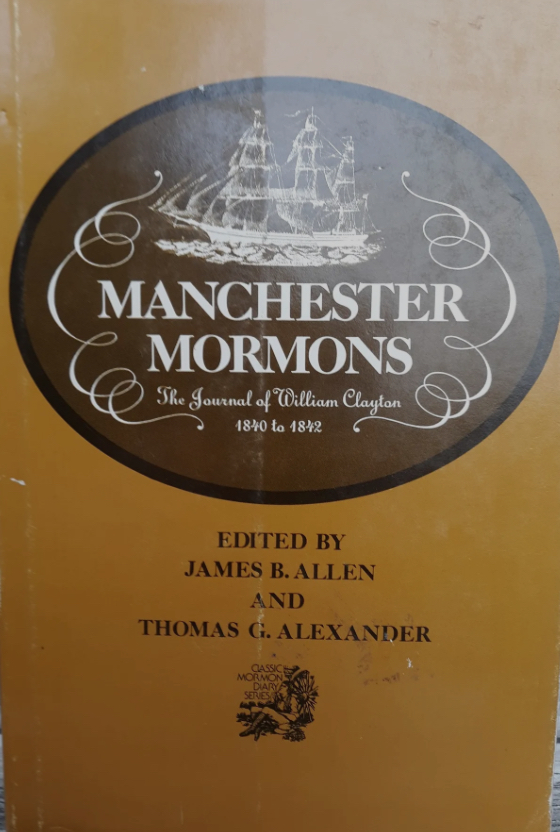 MANCHESTER
MORMONS
The Journal of William Clayton
1840 to 1842
EDITED BY
JAMES B. ALLEN
AND
THOMAS G. ALEXANDER
CLASSIC
MORMON
DIARY
SERIES